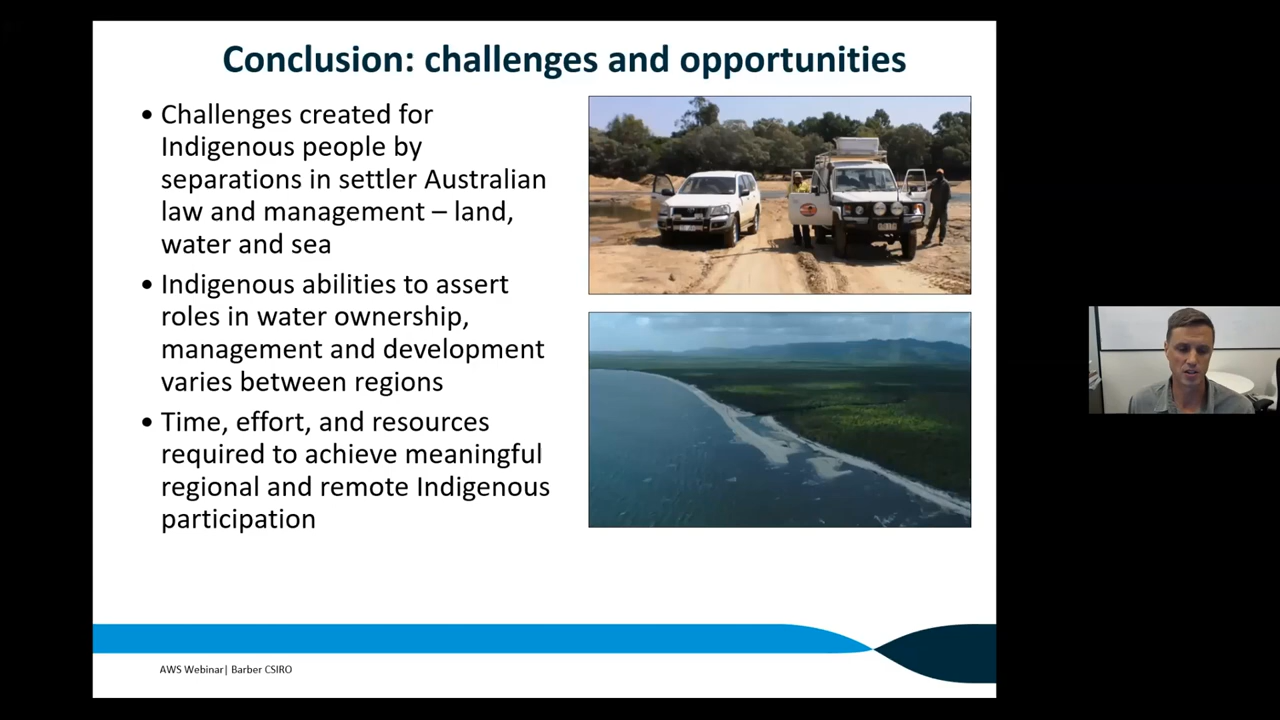 Conclusion: challenges and opportunities
• Challenges created for
Indigenous people by
separations in settler Australian
law and management – land,
water and sea
• Indigenous abilities to assert
roles in water ownership,
management and development
varies between regions
• Time, effort, and resources
required to achieve meaningful
regional and remote Indigenous
participation
AWS Webinar| Barber CSIRO